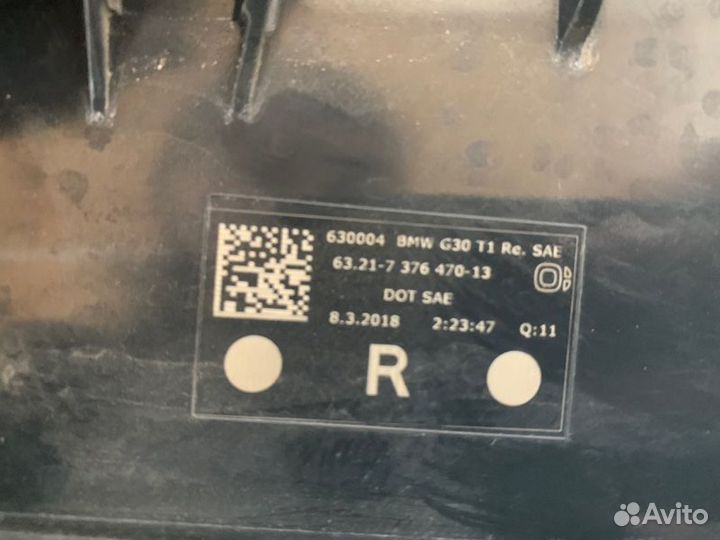 630004 BMW G30 T1 Re. SAE
63.21-7 376 470-13
DOT SAE
8.3.2018 2:23:47 Q:11
R
Avito